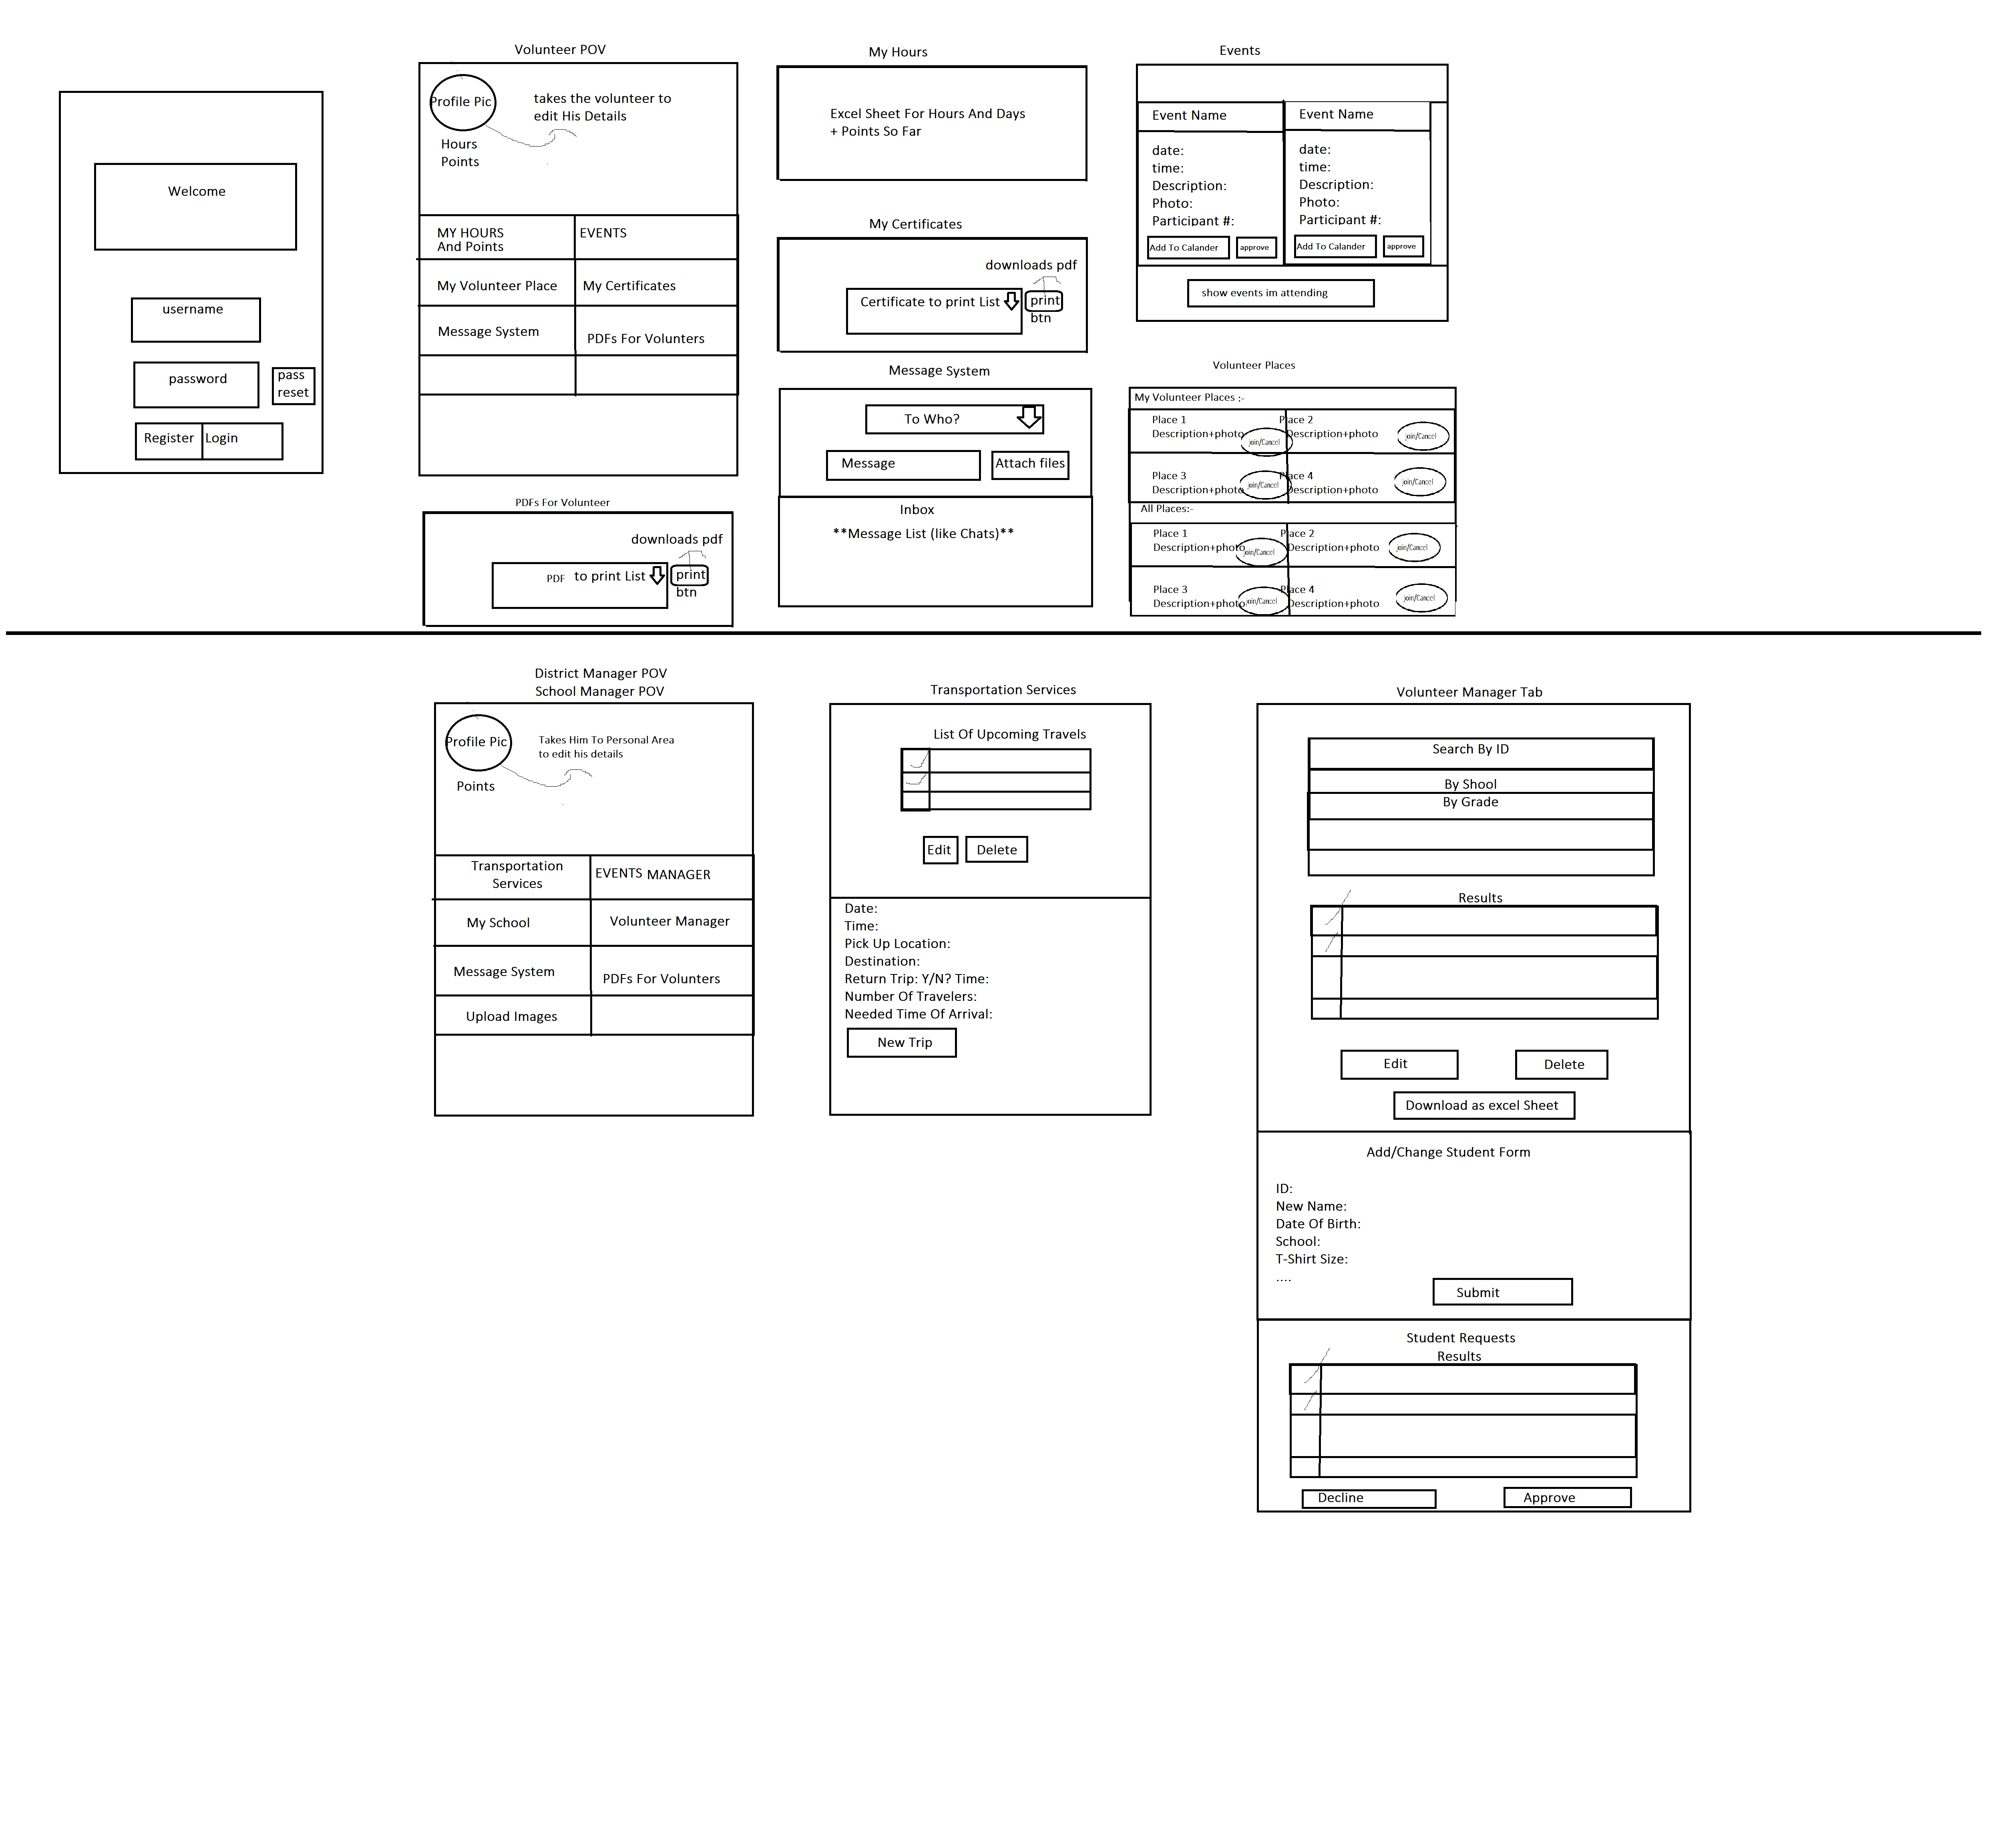 Welcome
username
password
pass
reset
Register
Login
Volunteer POV
Profile Pic
takes the volunteer to
edit His Details
Hours
Points
MY HOURS
And Points
EVENTS
My Volunteer Place
My Certificates
Message System
PDFs For Volunters
PDFs For Volunteer
downloads pdf
PDF to print List
print
btn
My Hours
Excel Sheet For Hours And Days
+ Points So Far
My Certificates
downloads pdf
Certificate to print List
print
btn
Message System
To Who?
Message
Attach files
Inbox
**Message List (like Chats)**
Events
Event Name
date:
time:
Description:
Photo:
Participant #:
Add To Calander
approve
Event Name
date:
time:
Description:
Photo:
Participant #:
Add To Calander
approve
show events im attending
Volunteer Places
My Volunteer Places :-
Place 1
Description+photo
join/Cancel
Place 2
Description+photo
join/Cancel
Place 3
Description+photo
join/Cancel
Place 4
Description+photo
join/Cancel
All Places:-
Place 1
Description+photo
join/Cancel
Place 2
Description+photo
join/Cancel
Place 3
Description+photo
join/Cancel
Place 4
Description+photo
join/Cancel
District Manager POV
School Manager POV
Profile Pic
Takes Him To Personal Area
to edit his details
Points
Transportation
Services
EVENTS MANAGER
My School
Volunteer Manager
Message System
PDFs For Volunters
Upload Images
Transportation Services
List Of Upcoming Travels
Edit
Delete
Date:
Time:
Pick Up Location:
Destination:
Return Trip: Y/N? Time:
Number Of Travelers:
Needed Time Of Arrival:
New Trip
Volunteer Manager Tab
Search By ID
By Shool
By Grade
Results
Edit
Delete
Download as excel Sheet
Add/Change Student Form
ID:
New Name:
Date Of Birth:
School:
T-Shirt Size:
....
Submit
Student Requests
Results
Decline
Approve